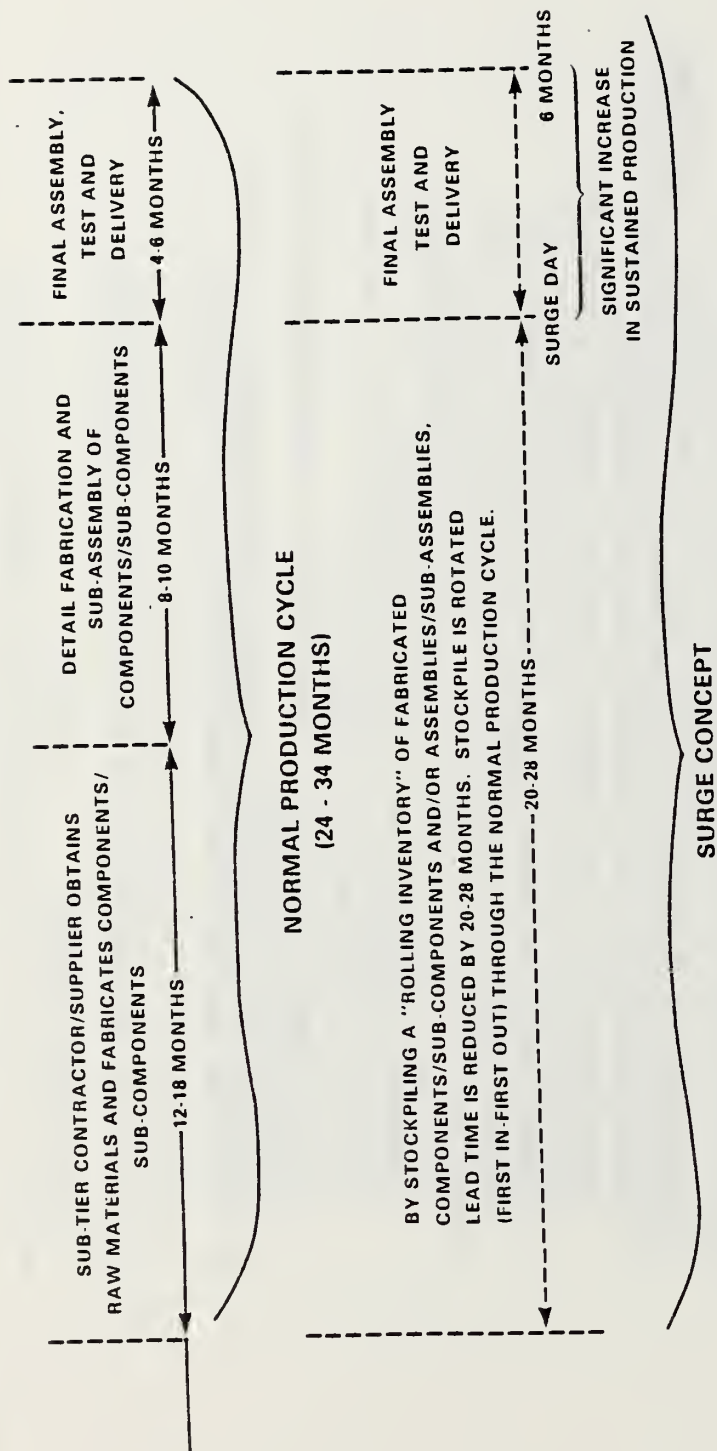 SUB-TIER CONTRACTOR/SUPPLIER OBTAINS
RAW MATERIALS AND FABRICATES COMPONENTS/
SUB-COMPONENTS
12-18 MONTHS
DETAIL FABRICATION AND
SUB-ASSEMBLY OF
COMPONENTS/SUB-COMPONENTS
8-10 MONTHS
FINAL ASSEMBLY,
TEST AND
DELIVERY
4-6 MONTHS
NORMAL PRODUCTION CYCLE
(24 - 34 MONTHS)
BY STOCKPILING A "ROLLING INVENTORY" OF FABRICATED
COMPONENTS/SUB-COMPONENTS AND/OR ASSEMBLIES/SUB-ASSEMBLIES,
LEAD TIME IS REDUCED BY 20-28 MONTHS. STOCKPILE IS ROTATED
(FIRST IN-FIRST OUT) THROUGH THE NORMAL PRODUCTION CYCLE.
20-28 MONTHS
FINAL ASSEMBLY
TEST AND
DELIVERY
SURGE DAY
6 MONTHS
SIGNIFICANT INCREASE
IN SUSTAINED PRODUCTION
SURGE CONCEPT